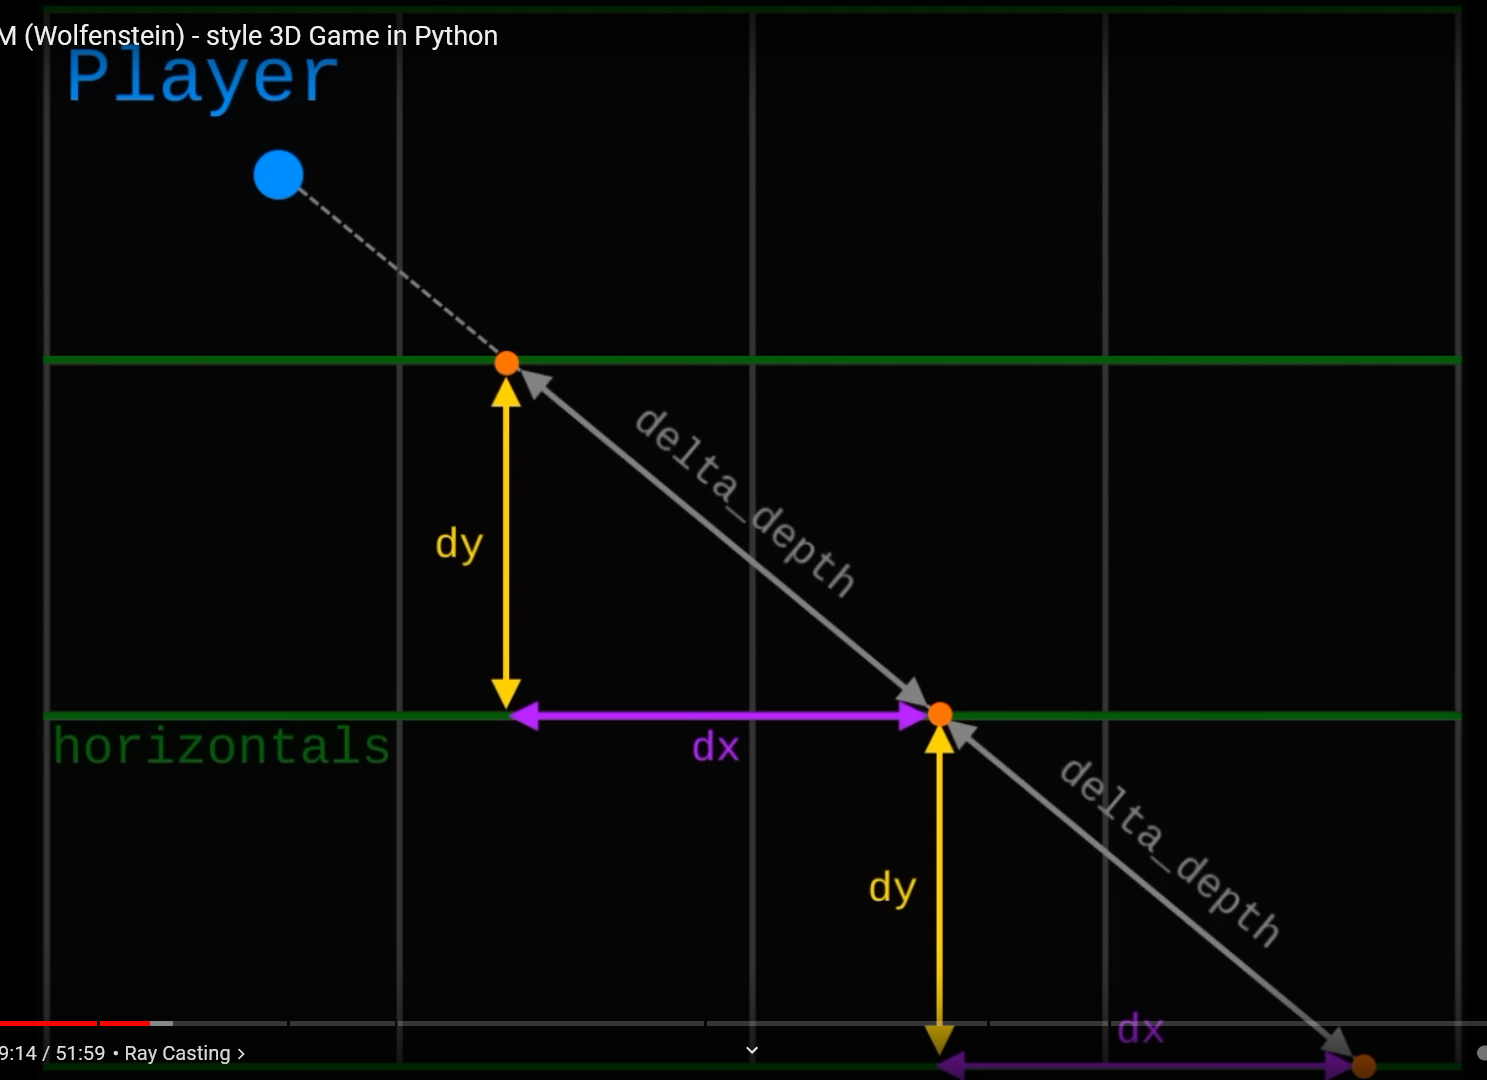 M (Wolfenstein) - style 3D Game in Python
Player
delta_depth
dy
dx
horizontals
delta_depth
dy
dx
9:14 / 51:59 • Ray Casting ›